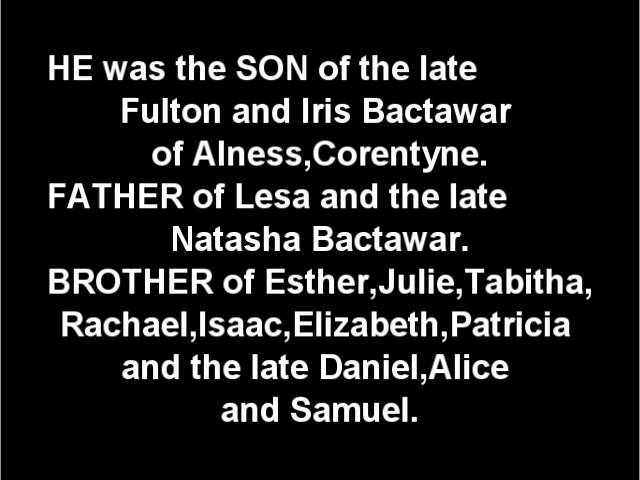 HE was the SON of the late
Fulton and Iris Bactawar
of Alness,Corentyne.
FATHER of Lesa and the late
Natasha Bactawar.
BROTHER of Esther,Julie,Tabitha,
Rachael,Isaac,Elizabeth,Patricia
and the late Daniel,Alice
and Samuel.